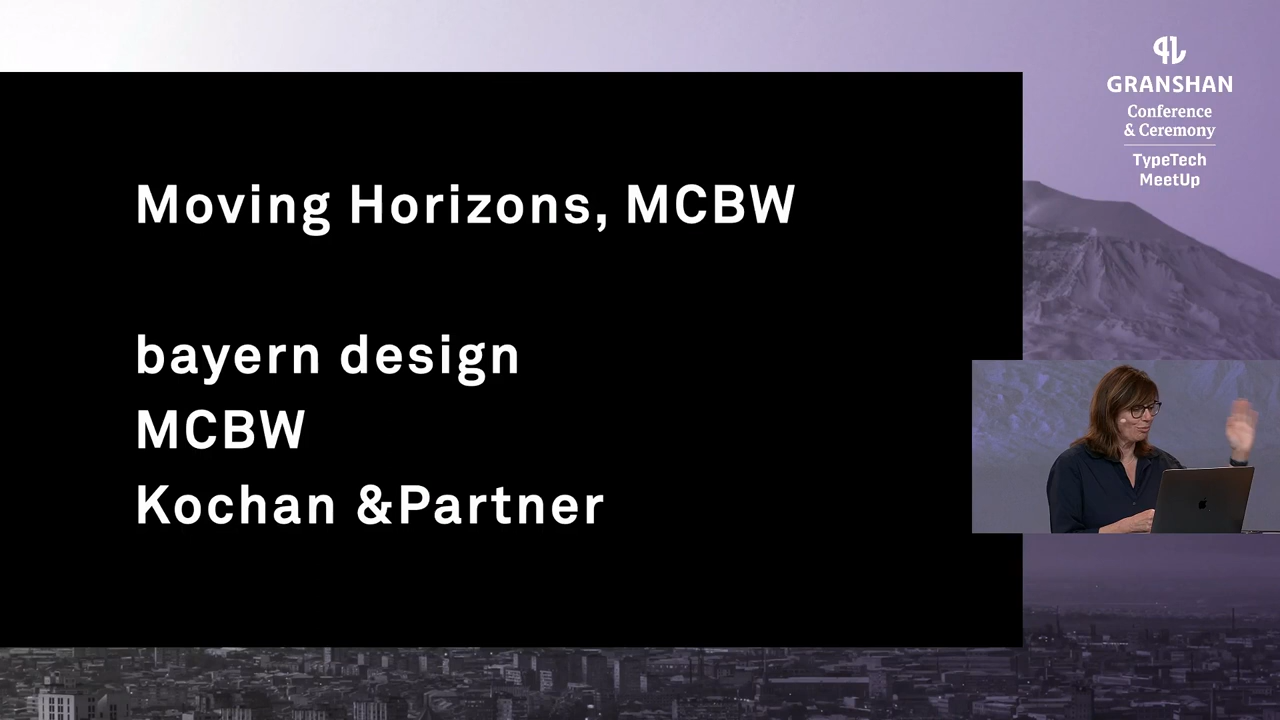 Moving Horizons, MCBW
bayern design
MCBW
Kochan &Partner
GRANSHAN
Conference
& Ceremony
TypeTech
MeetUp